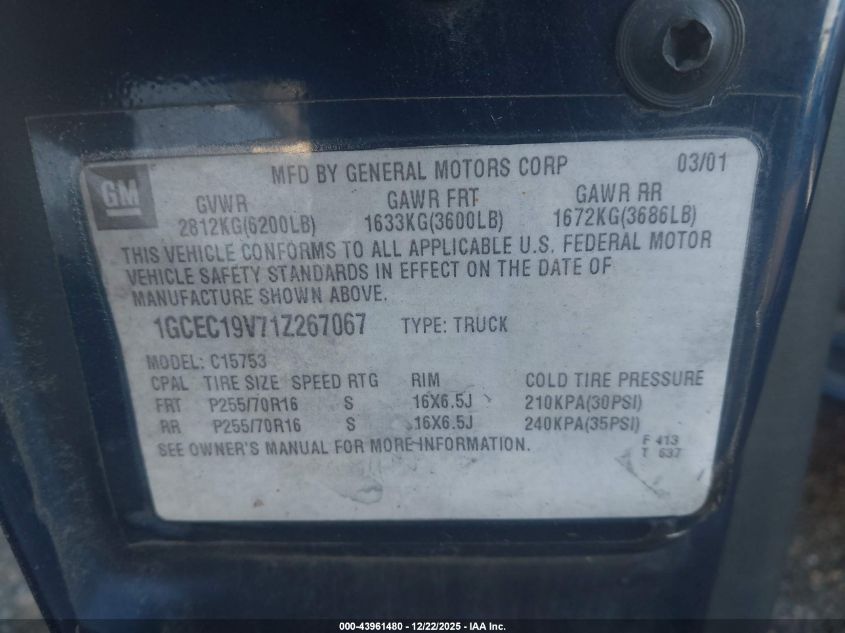 GM
MFD BY GENERAL MOTORS CORP 03/01
GVWR GAWR FRT GAWR RR
2812KG(6200LB) 1633KG(3600LB) 1672KG(3686LB)
THIS VEHICLE CONFORMS TO ALL APPLICABLE U.S. FEDERAL MOTOR
VEHICLE SAFETY STANDARDS IN EFFECT ON THE DATE OF
MANUFACTURE SHOWN ABOVE.
1GCEC19V71Z267067 TYPE: TRUCK
MODEL: C15753
CPAL TIRE SIZE SPEED RTG RIM COLD TIRE PRESSURE
FRT P255/70R16 S 16X6.5J 210KPA(30PSI)
RR P255/70R16 S 16X6.5J 240KPA(35PSI)
SEE OWNER'S MANUAL FOR MORE INFORMATION.
F 413
T 637
000-43961480 - 12/22/2025 - IAA Inc.